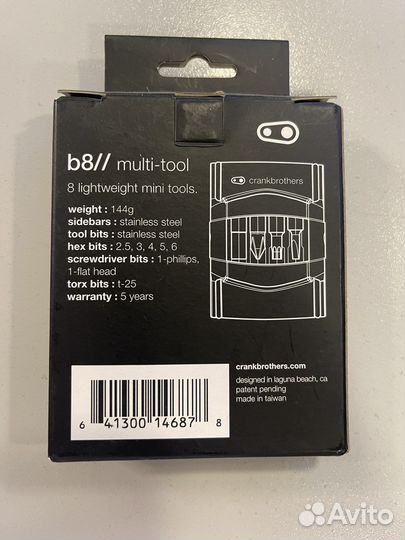 b8// multi-tool
8 lightweight mini tools.
weight : 144g
sidebars : stainless steel
tool bits : stainless steel
hex bits : 2.5, 3, 4, 5, 6
screwdriver bits : 1-phillips,
1-flat head
torx bits : t-25
warranty : 5 years
crankbrothers
crankbrothers.com
designed in laguna beach, ca
patent pending
made in taiwan
6 41300 14687 8
Avito